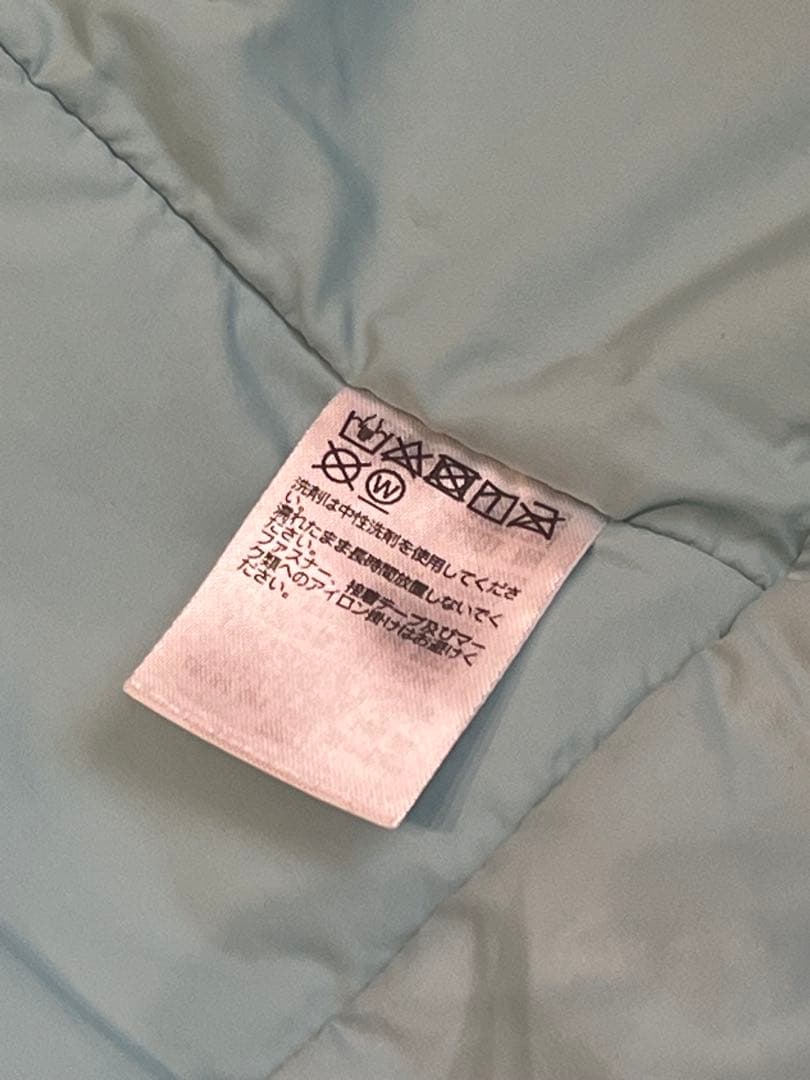 W
洗剤は中性洗剤を使用してくださ
い。
濡れたまま長時間放置しないでく
ださい。
ファスナー、接着テープ及びマー
ク類へのアイロン掛けはお避けく
ださい。